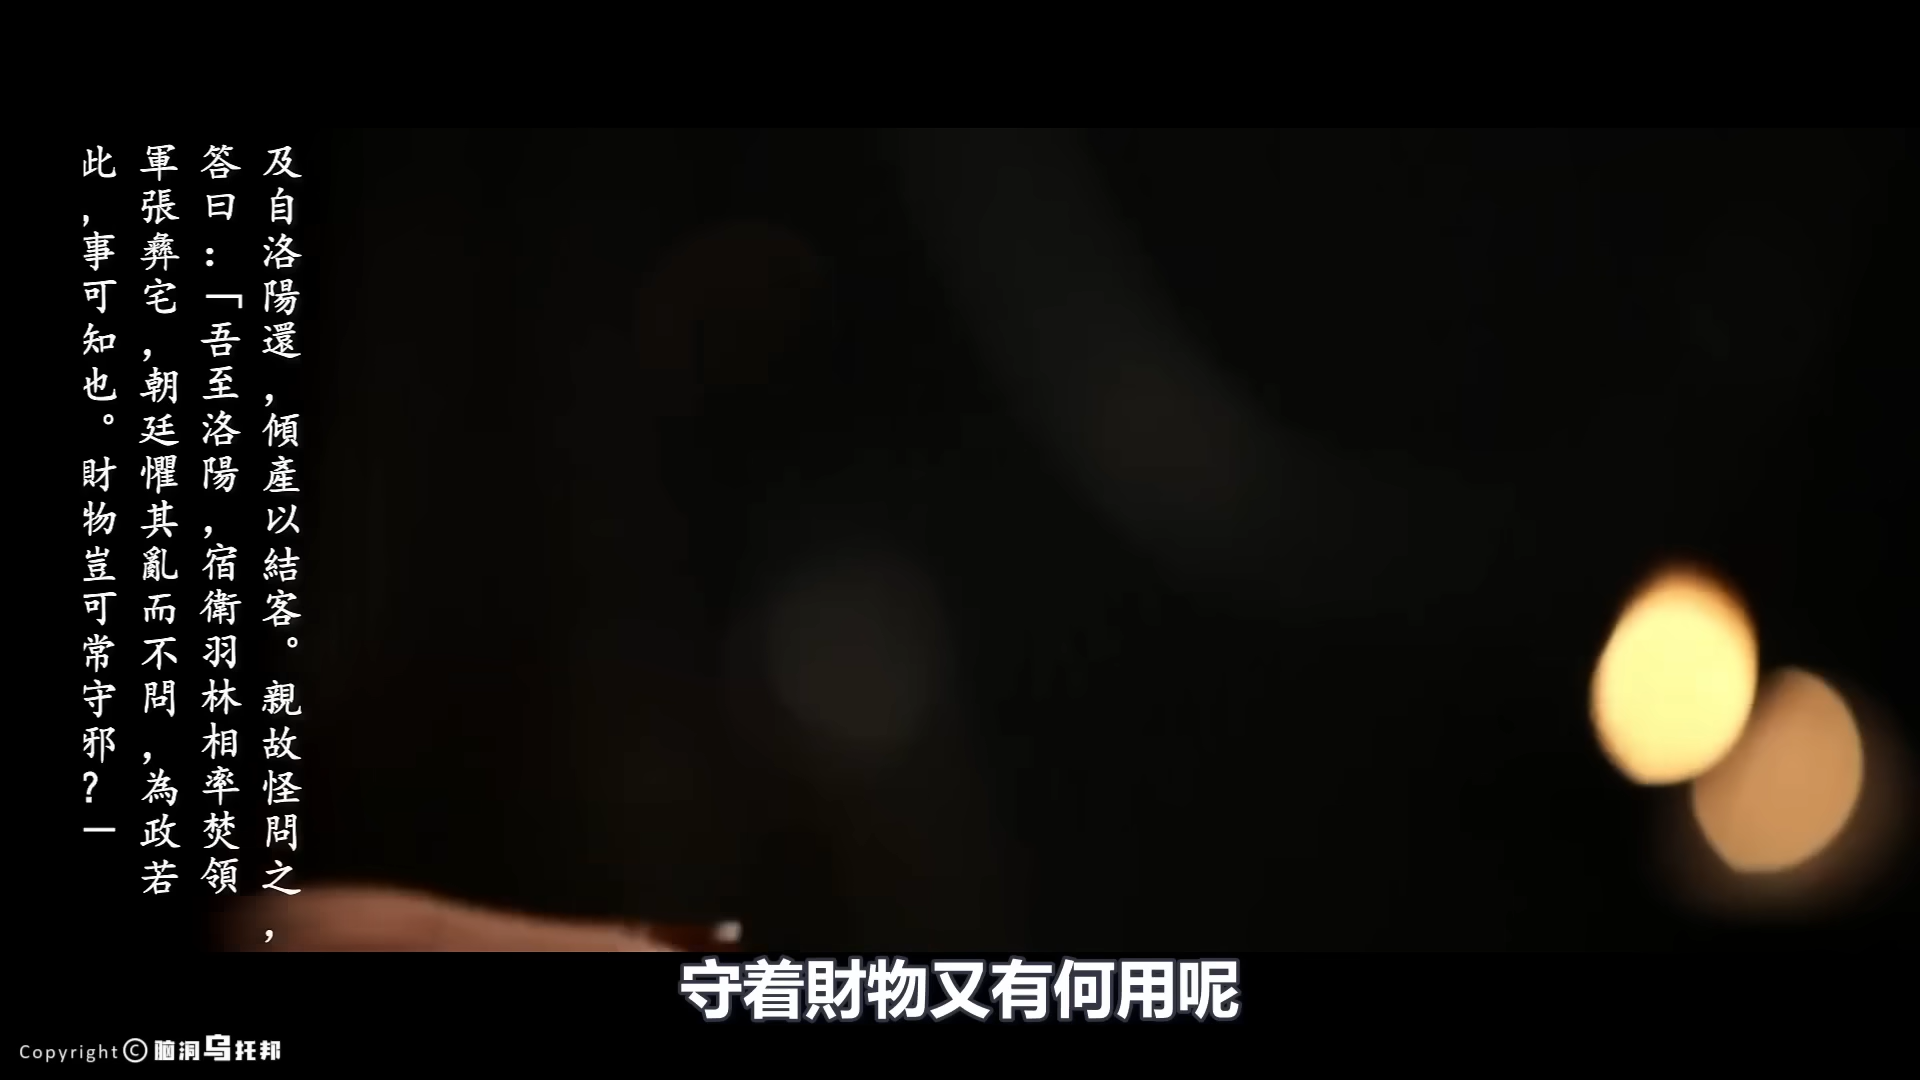 及自洛陽還，傾產以結客。親故怪問之，
答曰：「吾至洛陽，宿衛羽林相率焚領
軍張彝宅，朝廷懼其亂而不問，為政若
此，事可知也。財物豈可常守邪？—
守着財物又有何用呢
Copyright©脑洞乌托邦